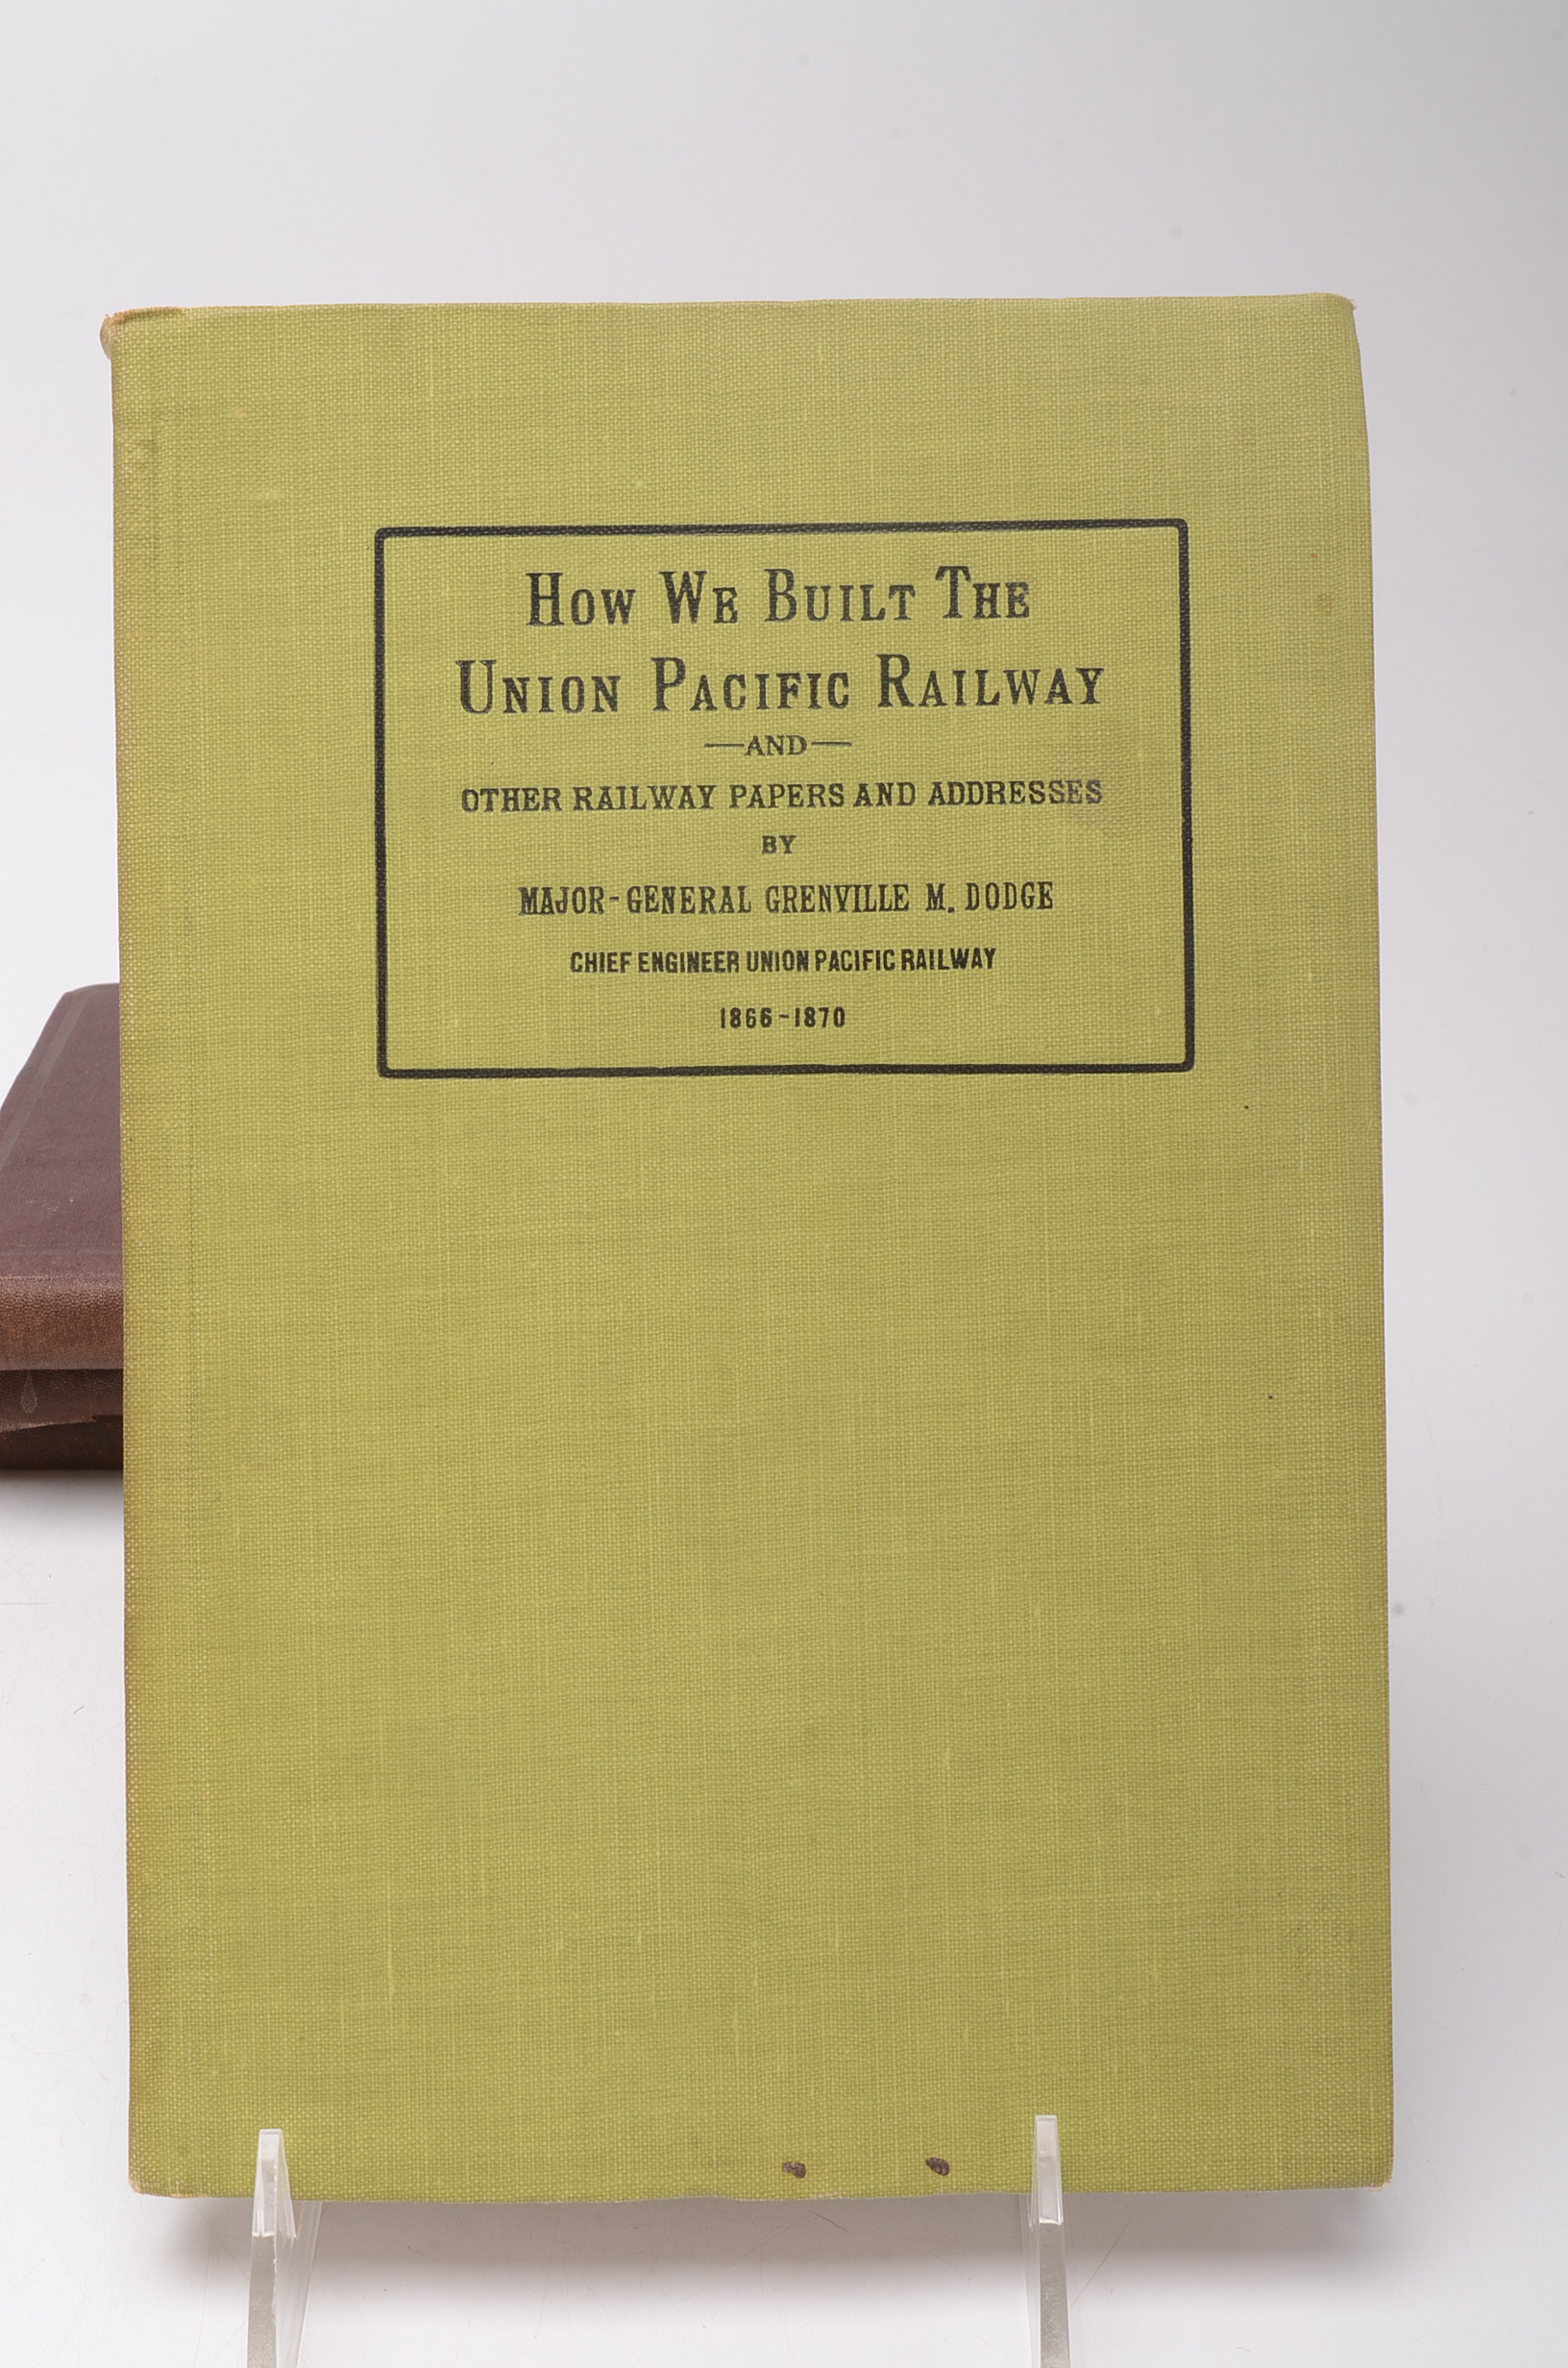 How We Built The
Union Pacific Railway
—AND—
OTHER RAILWAY PAPERS AND ADDRESSES
BY
MAJOR-GENERAL GRENVILLE M. DODGE
CHIEF ENGINEER UNION PACIFIC RAILWAY
1866-1870